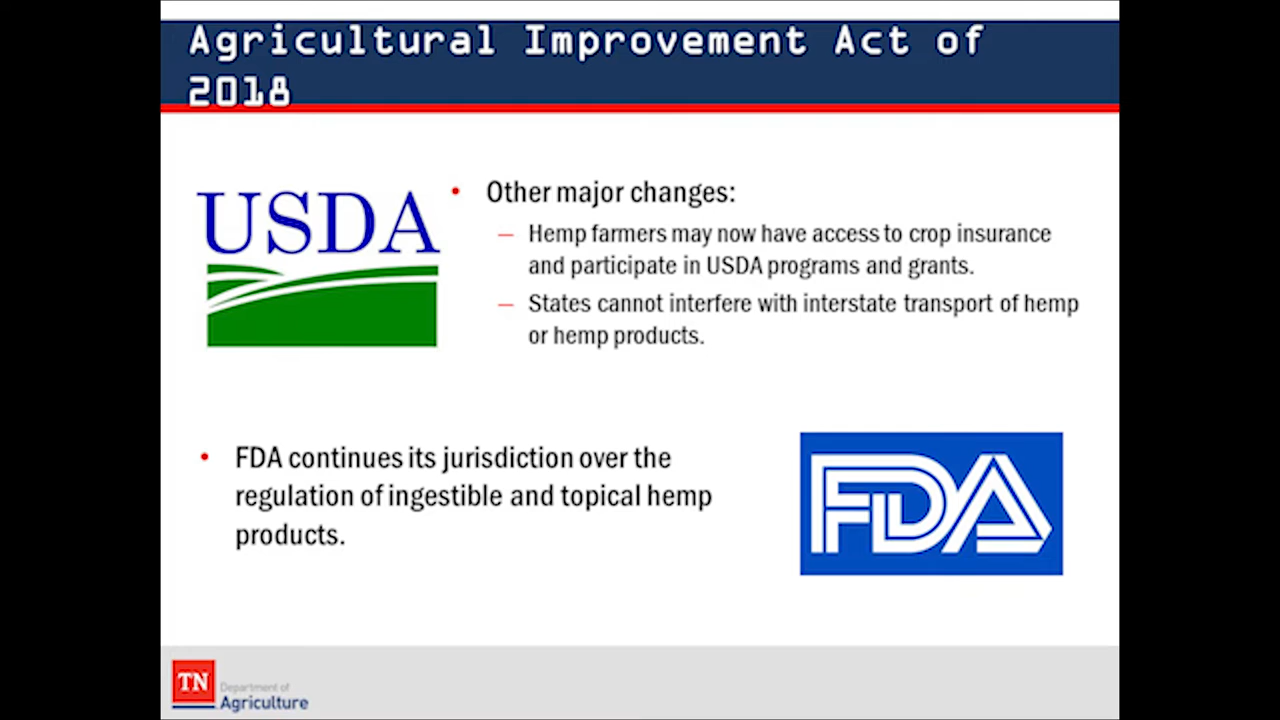 Agricultural Improvement Act of
2018
USDA
• Other major changes:
– Hemp farmers may now have access to crop insurance
and participate in USDA programs and grants.
– States cannot interfere with interstate transport of hemp
or hemp products.
• FDA continues its jurisdiction over the
regulation of ingestible and topical hemp
products.
FDA
TN
Department of
Agriculture